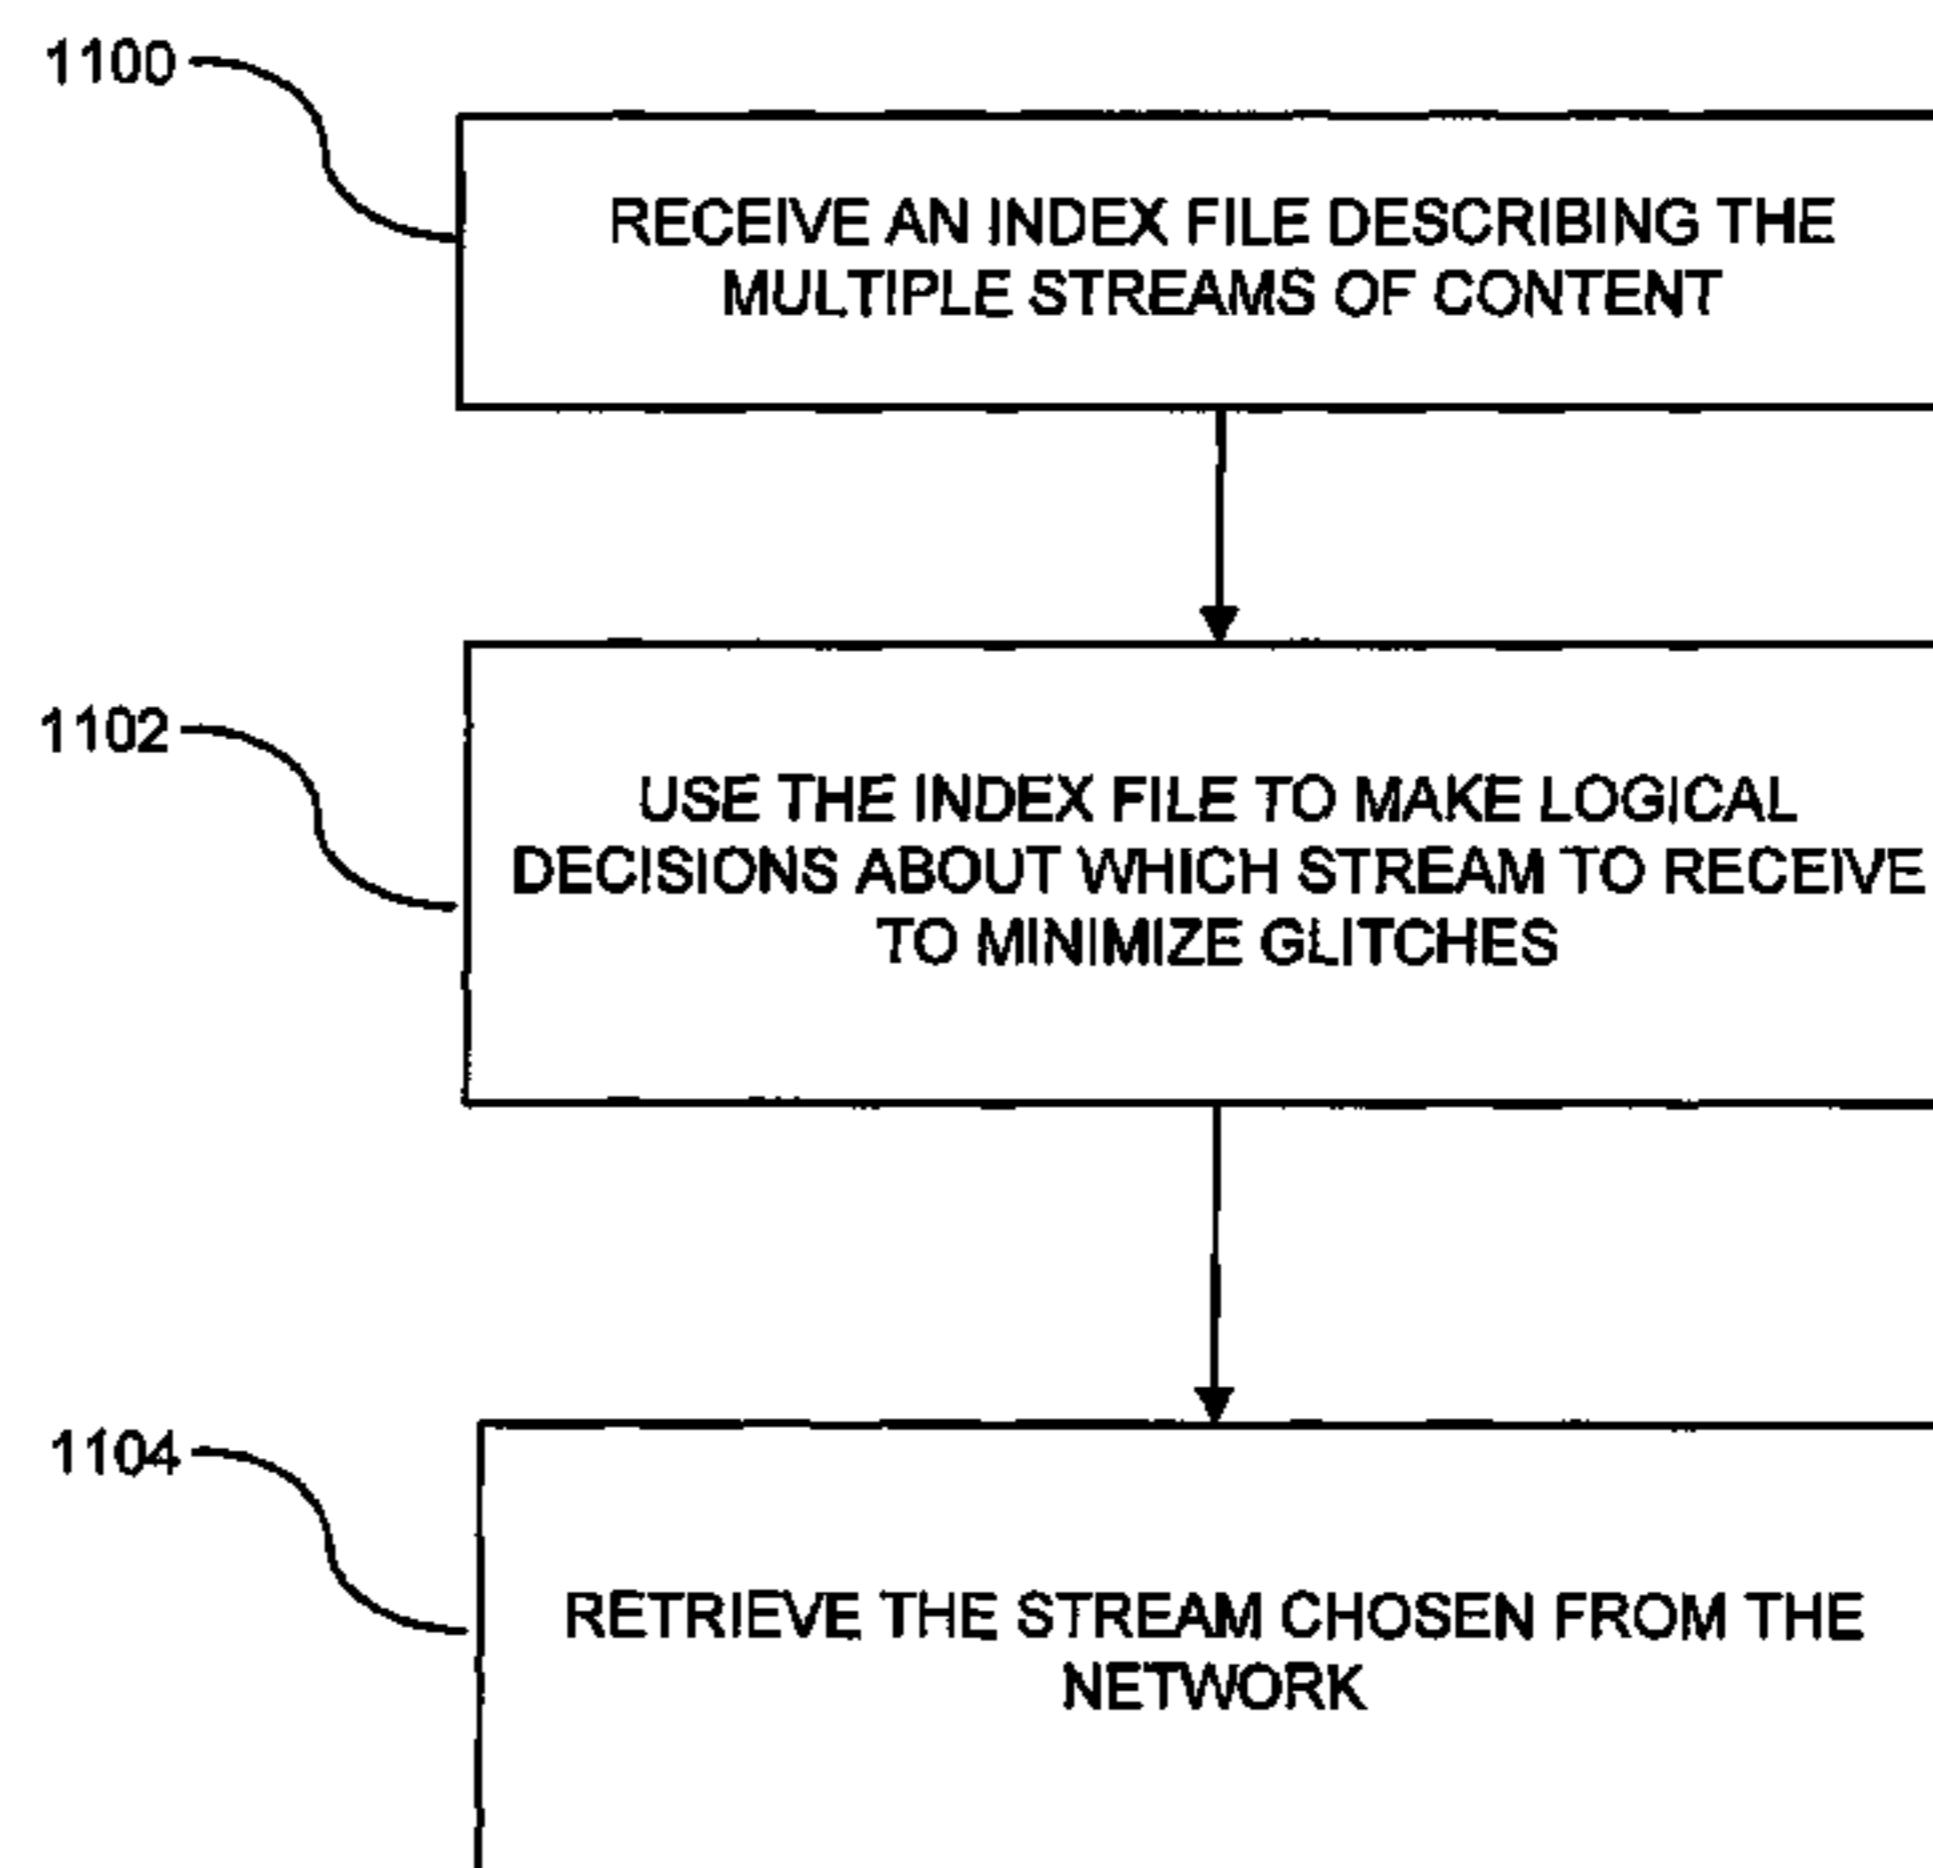 1100
RECEIVE AN INDEX FILE DESCRIBING THE
MULTIPLE STREAMS OF CONTENT
1102
USE THE INDEX FILE TO MAKE LOGICAL
DECISIONS ABOUT WHICH STREAM TO RECEIVE
TO MINIMIZE GLITCHES
1104
RETRIEVE THE STREAM CHOSEN FROM THE
NETWORK